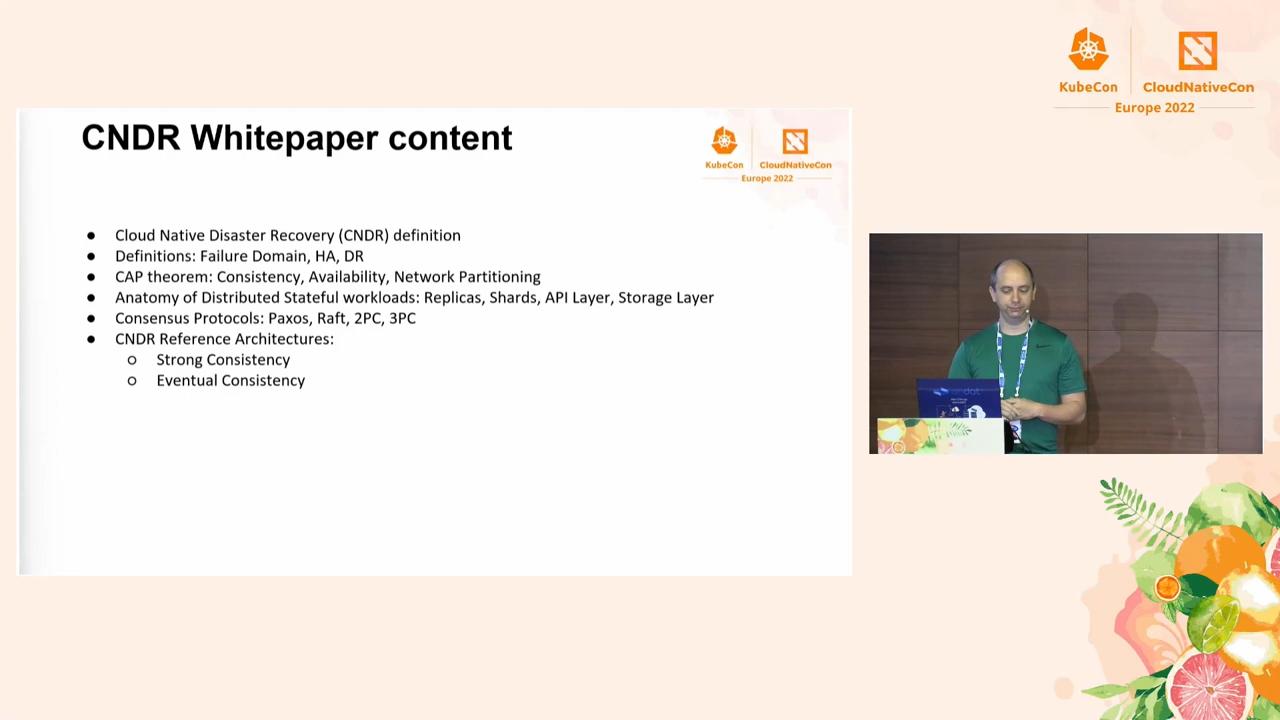 KubeCon
CloudNativeCon
Europe 2022
CNDR Whitepaper content
KubeCon
CloudNativeCon
Europe 2022
● Cloud Native Disaster Recovery (CNDR) definition
● Definitions: Failure Domain, HA, DR
● CAP theorem: Consistency, Availability, Network Partitioning
● Anatomy of Distributed Stateful workloads: Replicas, Shards, API Layer, Storage Layer
● Consensus Protocols: Paxos, Raft, 2PC, 3PC
● CNDR Reference Architectures:
○ Strong Consistency
○ Eventual Consistency